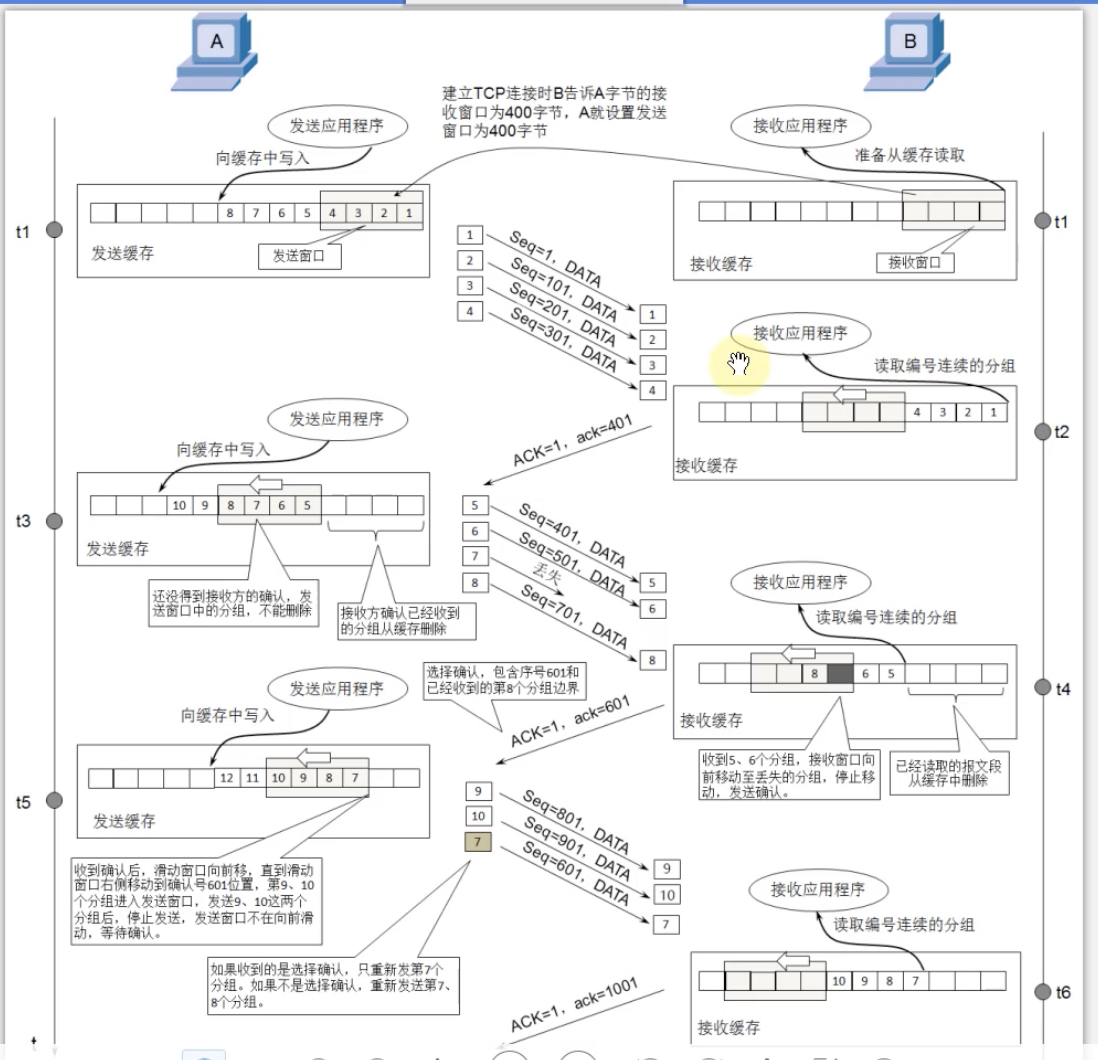 A
B
建立TCP连接时B告诉A字节的接
收窗口为400字节，A就设置发送
窗口为400字节
发送应用程序
接收应用程序
向缓存中写入
准备从缓存读取
t1
8 7 6 5 4 3 2 1
发送缓存
发送窗口
t1
接收缓存
接收窗口
1
2
3
4
Seq=1，DATA
Seq=101，DATA
Seq=201，DATA
Seq=301，DATA
1
2
3
4
接收应用程序
读取编号连续的分组
4 3 2 1
接收缓存
t2
ACK=1，ack=401
发送应用程序
向缓存中写入
t3
10 9 8 7 6 5
发送缓存
还没得到接收方的确认，发
送窗口中的分组，不能删除
接收方确认已经收到
的分组从缓存删除
5
6
7
8
Seq=401，DATA
Seq=501，DATA
丢失
Seq=701，DATA
5
6
8
接收应用程序
读取编号连续的分组
8 6 5
接收缓存
t4
收到5、6个分组，接收窗口向
前移动至丢失的分组，停止移
动，发送确认。
已经读取的报文段
从缓存中删除
选择确认，包含序号601和
已经收到的第8个分组边界
ACK=1，ack=601
发送应用程序
向缓存中写入
t5
12 11 10 9 8 7
发送缓存
收到确认后，滑动窗口向前移，直到滑动
窗口右侧移动到确认号601位置，第9、10
个分组进入发送窗口，发送9、10这两个
分组后，停止发送，发送窗口不在向前滑
动，等待确认。
9
10
7
Seq=801，DATA
Seq=901，DATA
Seq=601，DATA
9
10
7
如果收到的是选择确认，只重新发第7个
分组。如果不是选择确认，重新发送第7、
8个分组。
接收应用程序
读取编号连续的分组
10 9 8 7
接收缓存
t6
ACK=1，ack=1001
t